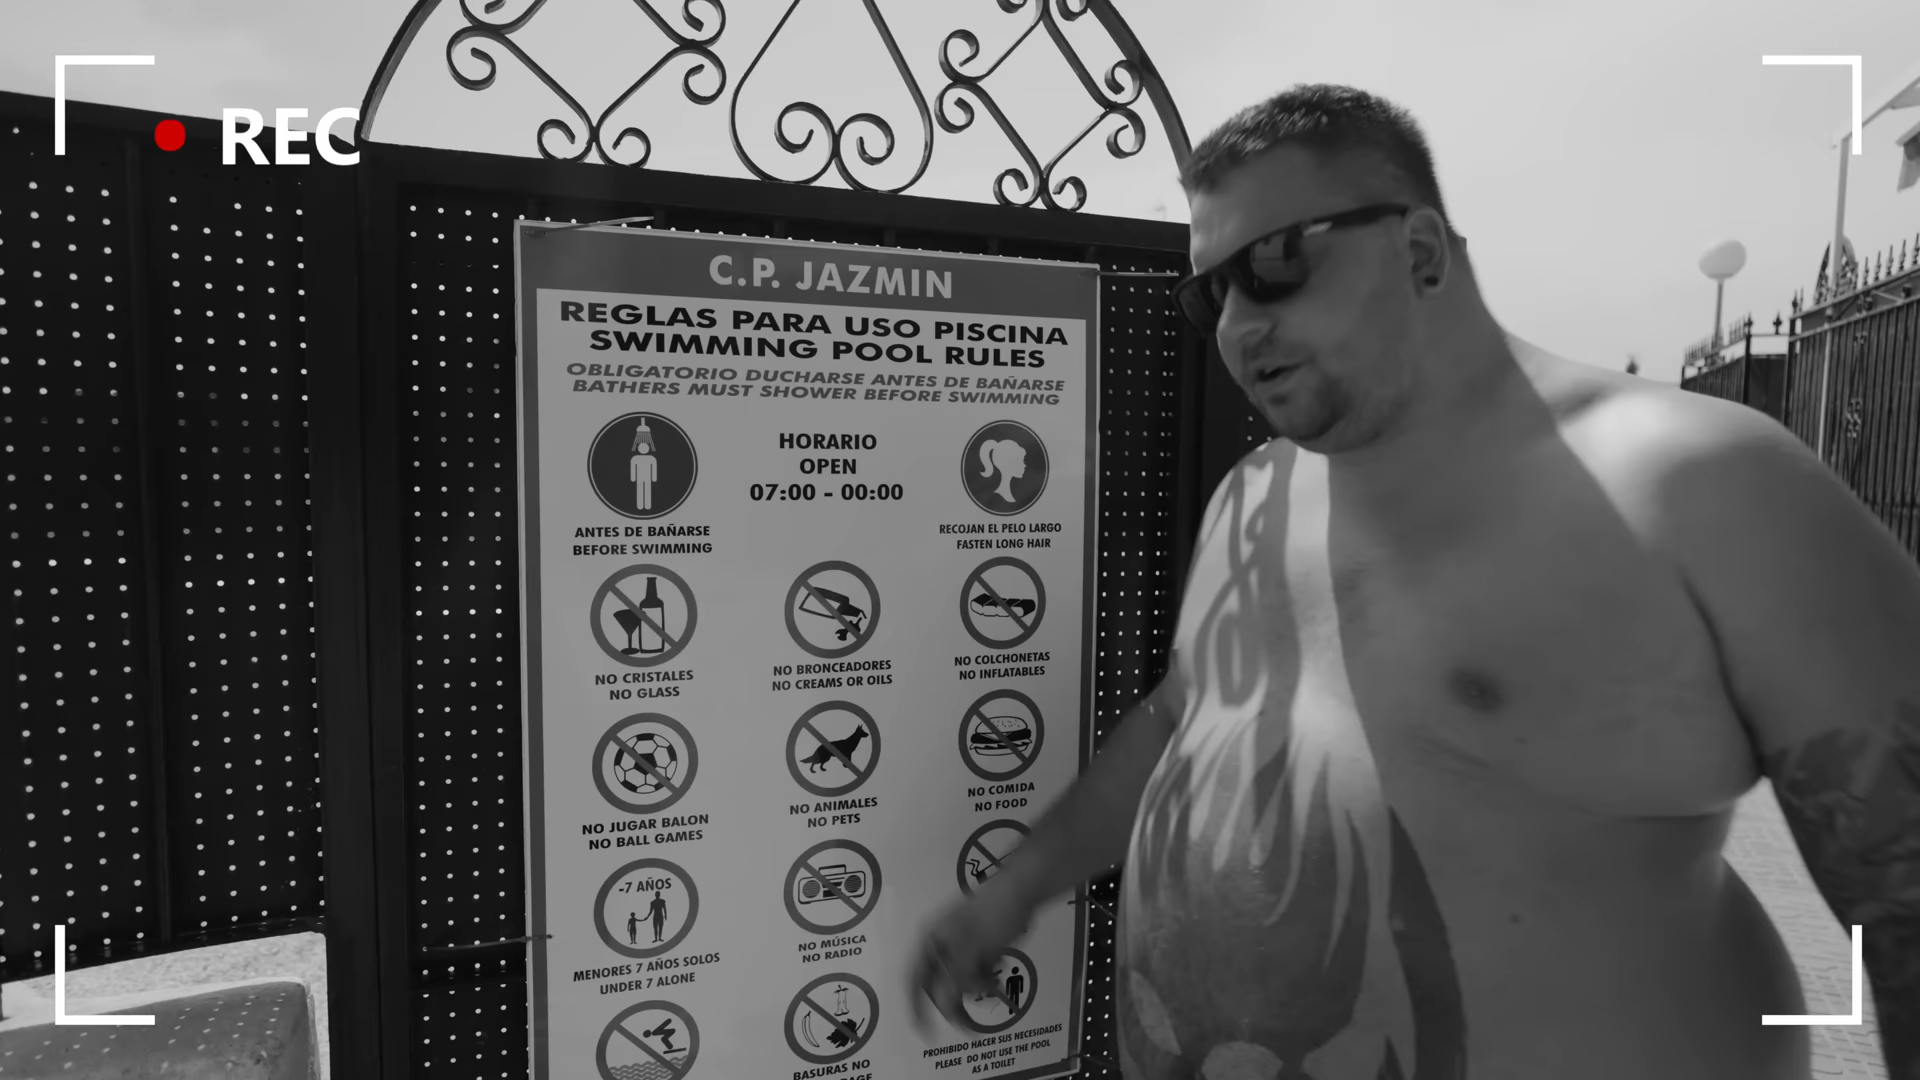 REC
C.P. JAZMIN
REGLAS PARA USO PISCINA
SWIMMING POOL RULES
OBLIGATORIO DUCHARSE ANTES DE BAÑARSE
BATHERS MUST SHOWER BEFORE SWIMMING
ANTES DE BAÑARSE
BEFORE SWIMMING
HORARIO
OPEN
07:00 - 00:00
RECOJAN EL PELO LARGO
FASTEN LONG HAIR
NO CRISTALES
NO GLASS
NO BRONCEADORES
NO CREAMS OR OILS
NO COLCHONETAS
NO INFLATABLES
NO JUGAR BALON
NO BALL GAMES
NO ANIMALES
NO PETS
NO COMIDA
NO FOOD
-7 AÑOS
MENORES 7 AÑOS SOLOS
UNDER 7 ALONE
NO MÚSICA
NO RADIO
BASURAS NO
PROHIBIDO HACER SUS NECESIDADES
PLEASE DO NOT USE THE POOL
AS A TOILET